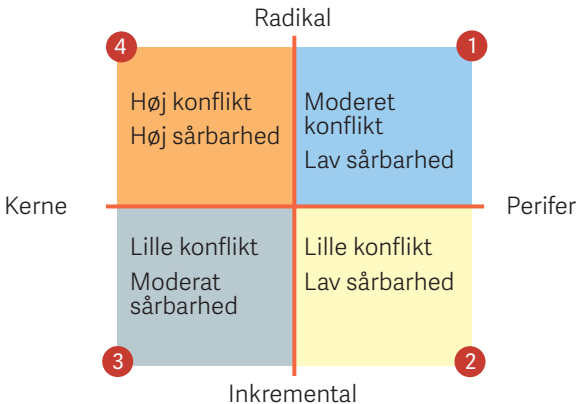 Radikal
4
1
Høj konflikt
Høj sårbarhed
Moderet
konflikt
Lav sårbarhed
Kerne
Perifer
Lille konflikt
Moderat
sårbarhed
Lille konflikt
Lav sårbarhed
3
2
Inkremental